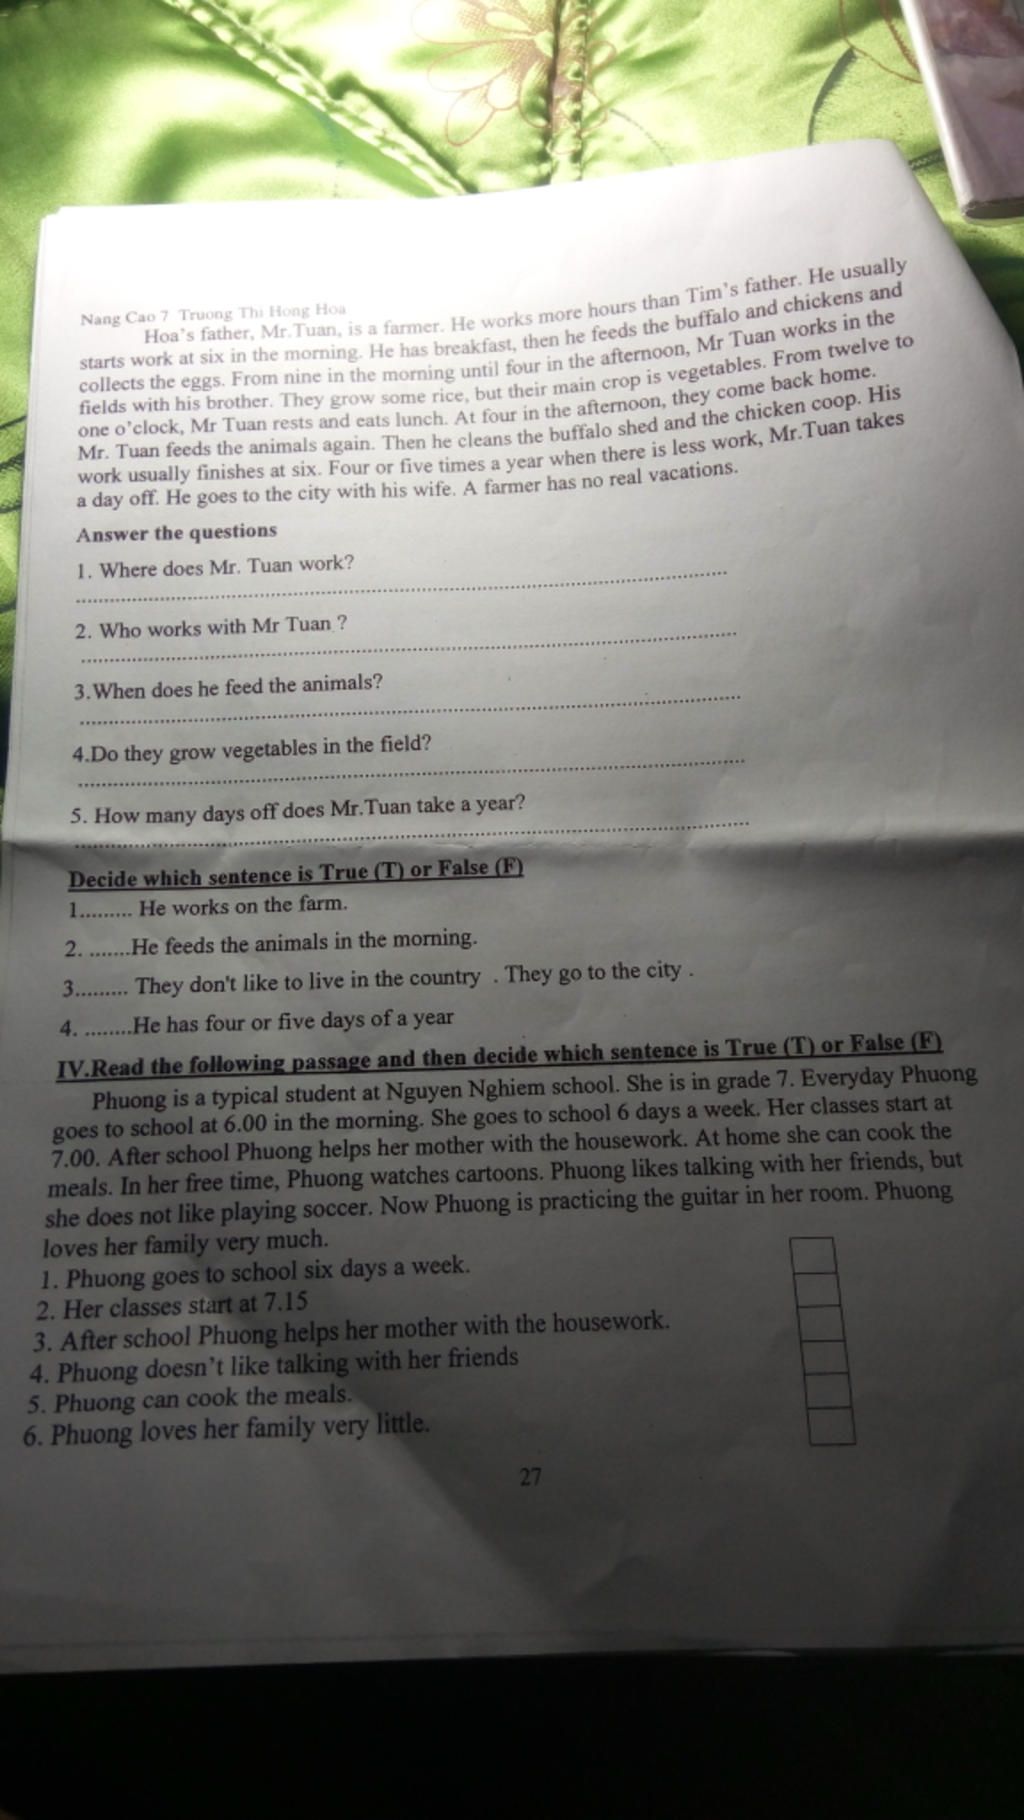 Nang Cao 7 Truong Thi Hong Hoa
Hoa's father, Mr.Tuan, is a farmer. He works more hours than Tim's father. He usually
starts work at six in the morning. He has breakfast, then he feeds the buffalo and chickens and
collects the eggs. From nine in the morning until four in the afternoon, Mr Tuan works in the
fields with his brother. They grow some rice, but their main crop is vegetables. From twelve to
one o'clock, Mr Tuan rests and eats lunch. At four in the afternoon, they come back home.
Mr. Tuan feeds the animals again. Then he cleans the buffalo shed and the chicken coop. His
work usually finishes at six. Four or five times a year when there is less work, Mr.Tuan takes
a day off. He goes to the city with his wife. A farmer has no real vacations.
Answer the questions
1. Where does Mr. Tuan work?
2. Who works with Mr Tuan ?
3.When does he feed the animals?
4.Do they grow vegetables in the field?
5. How many days off does Mr.Tuan take a year?
Decide which sentence is True (T) or False (F)
1......... He works on the farm.
2. .......He feeds the animals in the morning.
3......... They don't like to live in the country . They go to the city .
4. ........He has four or five days of a year
IV.Read the following passage and then decide which sentence is True (T) or False (F)
Phuong is a typical student at Nguyen Nghiem school. She is in grade 7. Everyday Phuong
goes to school at 6.00 in the morning. She goes to school 6 days a week. Her classes start at
7.00. After school Phuong helps her mother with the housework. At home she can cook the
meals. In her free time, Phuong watches cartoons. Phuong likes talking with her friends, but
she does not like playing soccer. Now Phuong is practicing the guitar in her room. Phuong
loves her family very much.
1. Phuong goes to school six days a week.
2. Her classes start at 7.15
3. After school Phuong helps her mother with the housework.
4. Phuong doesn't like talking with her friends
5. Phuong can cook the meals.
6. Phuong loves her family very little.
27